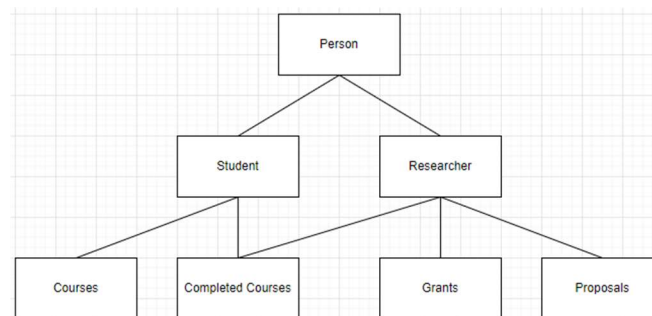 Person
Student
Researcher
Courses
Completed Courses
Grants
Proposals